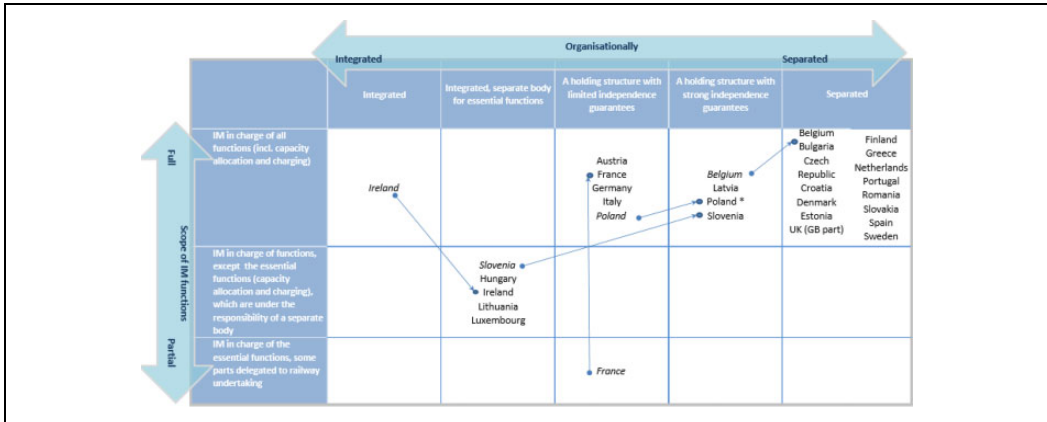 Organisationally
Integrated
Separated
Integrated
Integrated, separate body
for essential functions
A holding structure with
limited independence
guarantees
A holding structure with
strong independence
guarantees
Separated
Scope of IM functions
Full
Partial
IM in charge of all
functions (incl. capacity
allocation and charging)
Ireland
Austria
France
Germany
Italy
Poland
Belgium
Latvia
Poland *
Slovenia
Belgium
Bulgaria
Czech
Republic
Croatia
Denmark
Estonia
UK (GB part)
Finland
Greece
Netherlands
Portugal
Romania
Slovakia
Spain
Sweden
IM in charge of functions,
except the essential
functions (capacity
allocation and charging),
which are under the
responsibility of a separate
body
Slovenia
Hungary
Ireland
Lithuania
Luxembourg
IM in charge of the
essential functions, some
parts delegated to railway
undertaking
France